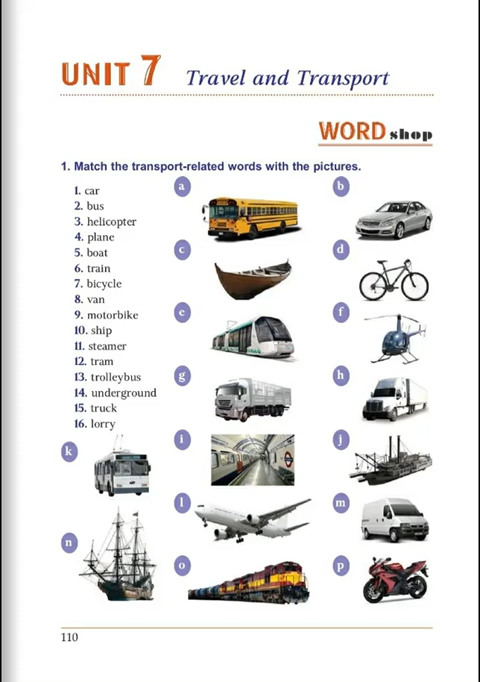 UNIT 7 Travel and Transport
WORD shop
1. Match the transport-related words with the pictures.
1. car
2. bus
3. helicopter
4. plane
5. boat
6. train
7. bicycle
8. van
9. motorbike
10. ship
11. steamer
12. tram
13. trolleybus
14. underground
15. truck
16. lorry
a
b
c
d
e
f
g
h
k
i
j
l
m
n
o
p
110